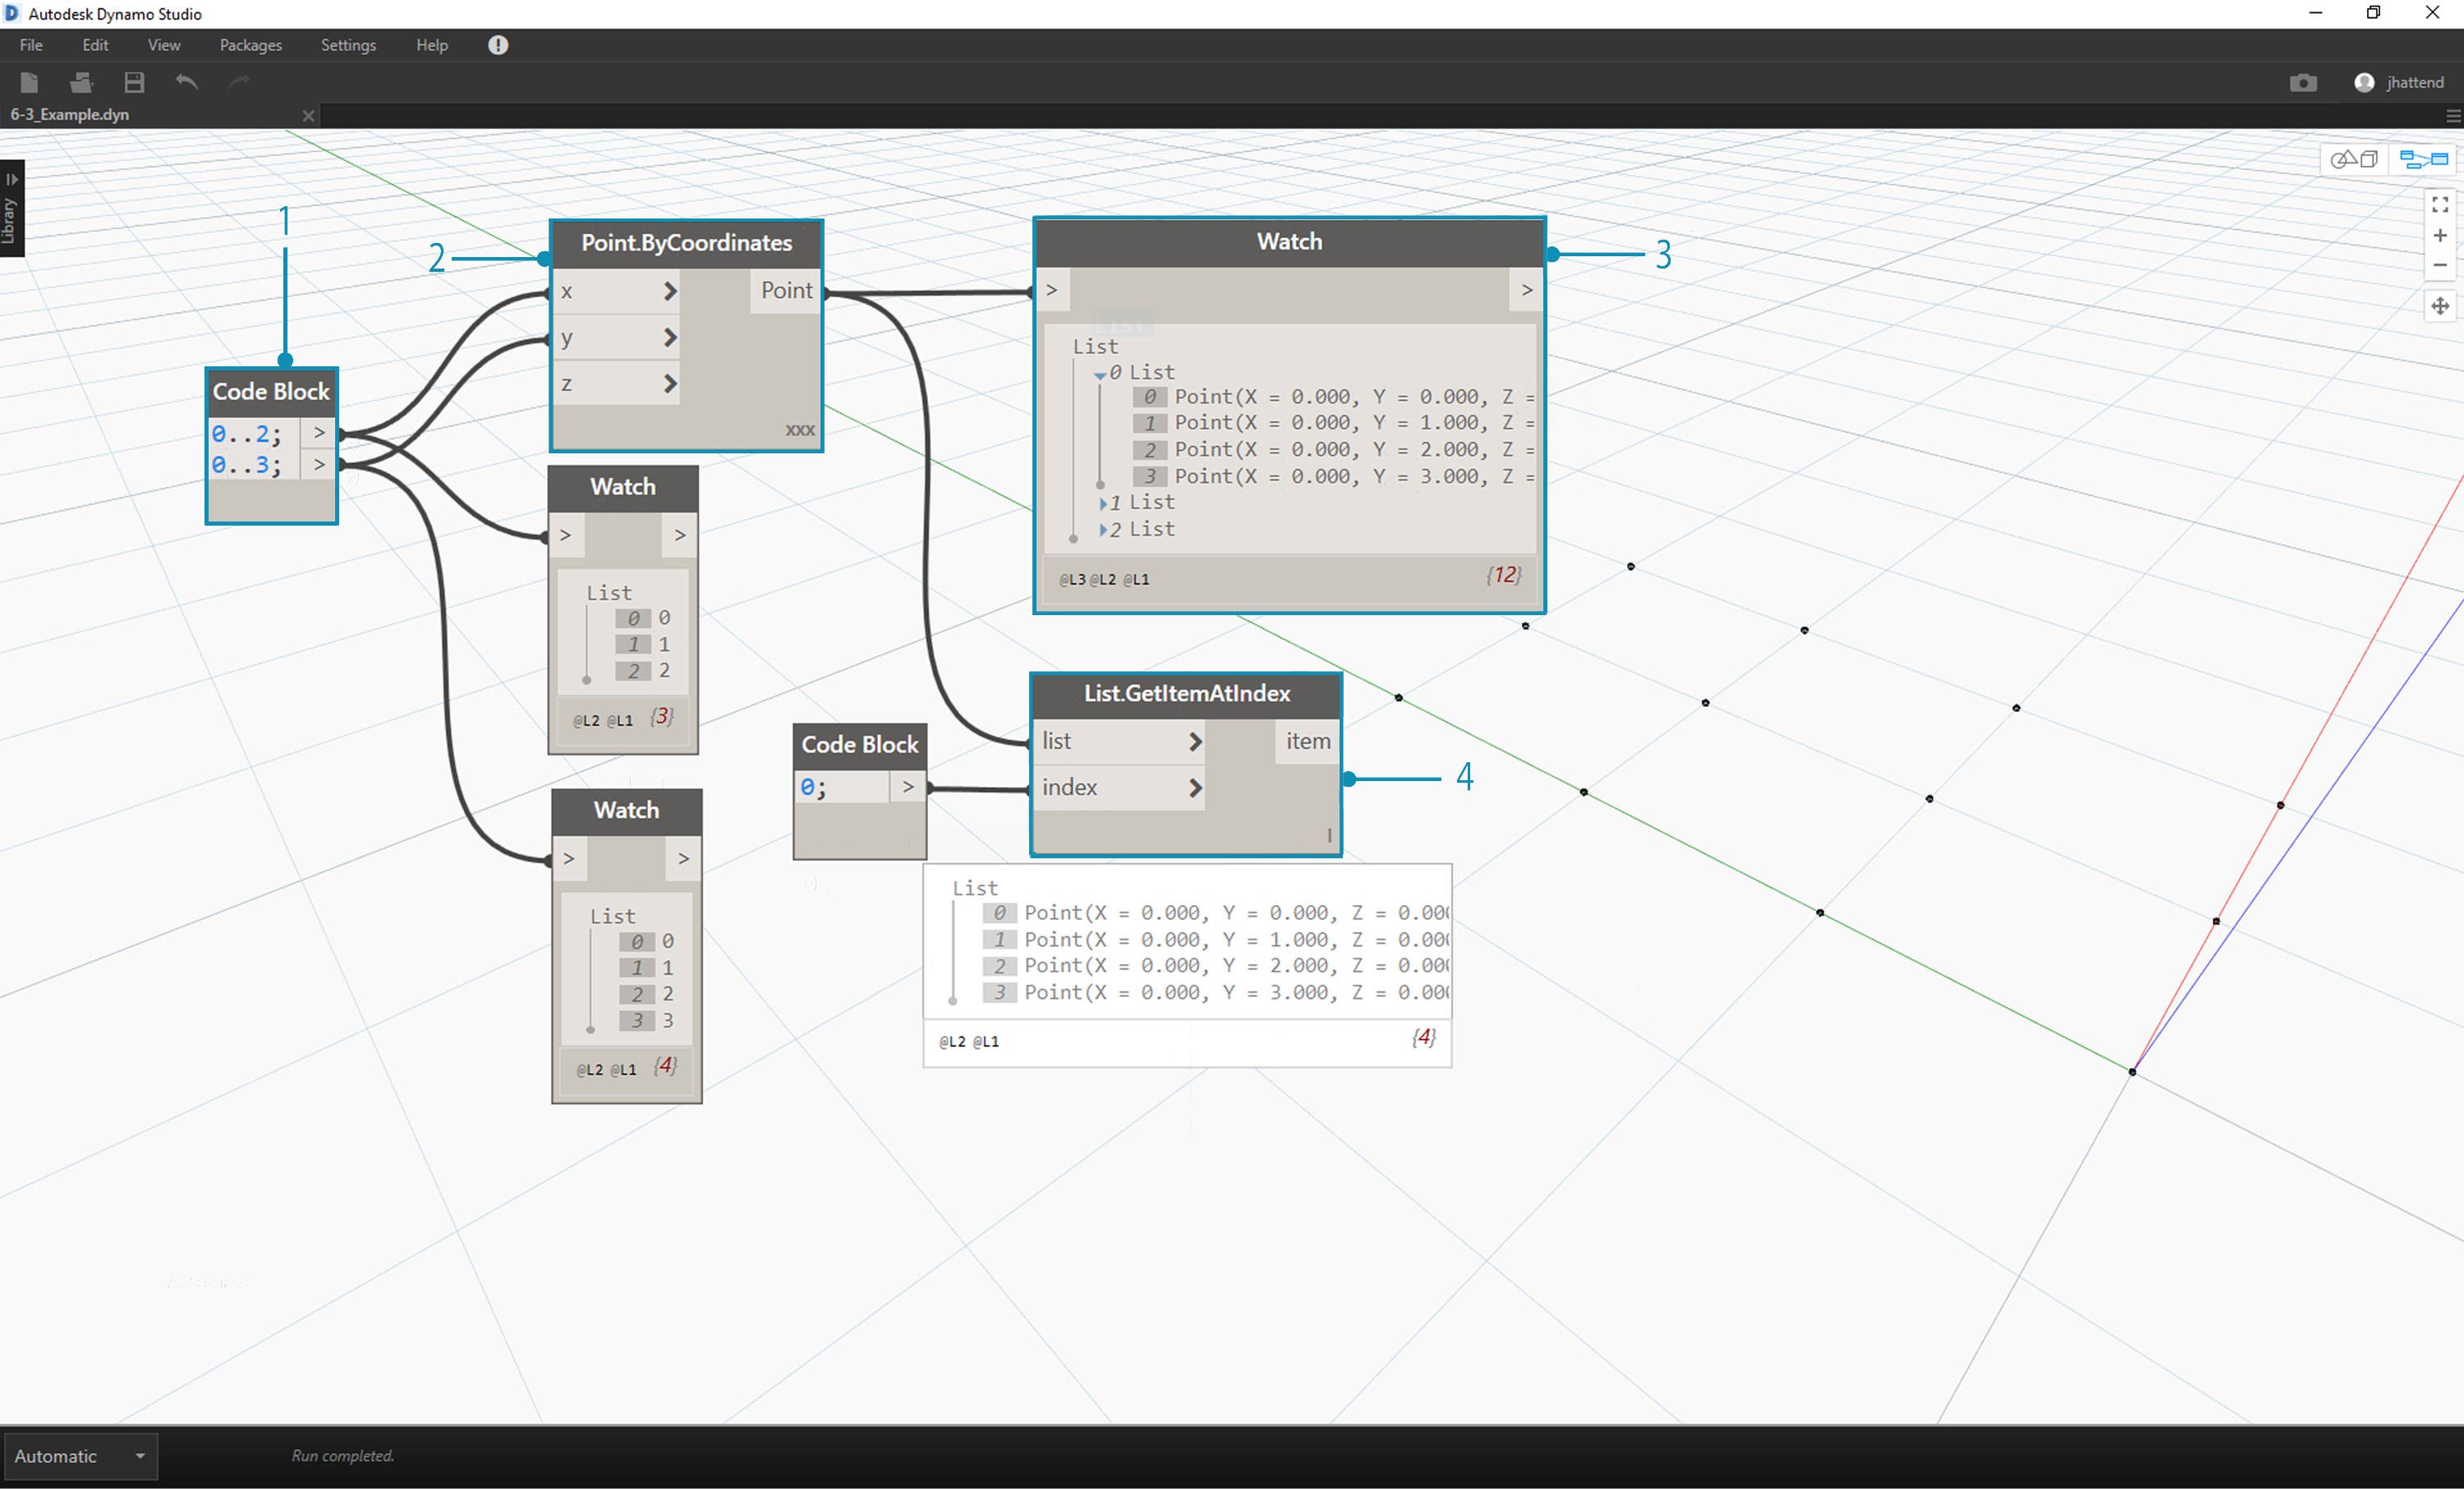 Autodesk Dynamo Studio
File Edit View Packages Settings Help !
jhattend
6-3_Example.dyn
Library
1
2
3
4
Code Block
0..2; >
0..3; >
Point.ByCoordinates
x Point
y
z
xxx
Watch
> >
List
0 List
0 Point(X = 0.000, Y = 0.000, Z =
1 Point(X = 0.000, Y = 1.000, Z =
2 Point(X = 0.000, Y = 2.000, Z =
3 Point(X = 0.000, Y = 3.000, Z =
1 List
2 List
@L3 @L2 @L1 {12}
Watch
> >
List
0 0
1 1
2 2
@L2 @L1 {3}
Watch
> >
List
0 0
1 1
2 2
3 3
@L2 @L1 {4}
Code Block
0; >
List.GetItemAtIndex
list item
index
l
List
0 Point(X = 0.000, Y = 0.000, Z = 0.00
1 Point(X = 0.000, Y = 1.000, Z = 0.00
2 Point(X = 0.000, Y = 2.000, Z = 0.00
3 Point(X = 0.000, Y = 3.000, Z = 0.00
@L2 @L1 {4}
Automatic
Run completed.